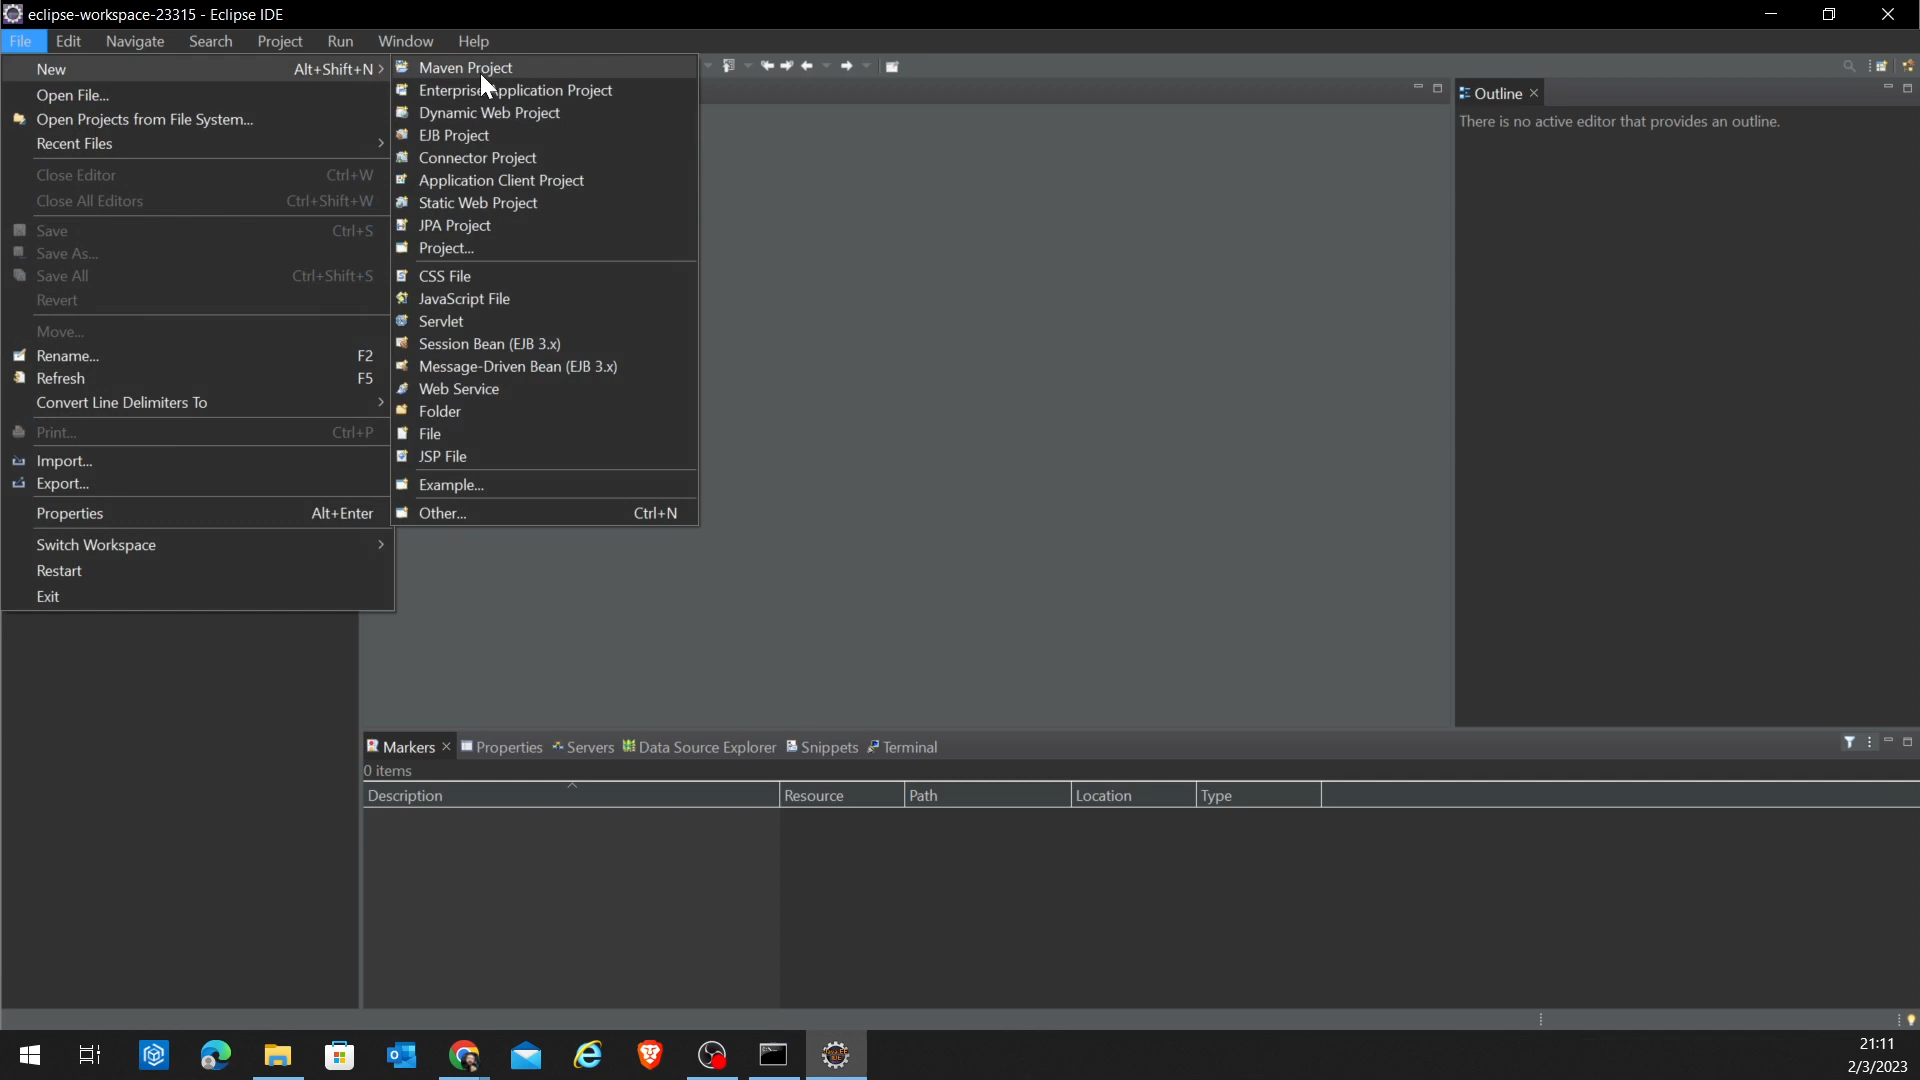 eclipse-workspace-23315 - Eclipse IDE
File Edit Navigate Search Project Run Window Help
New Alt+Shift+N
Open File...
Open Projects from File System...
Recent Files
Close Editor Ctrl+W
Close All Editors Ctrl+Shift+W
Save Ctrl+S
Save As...
Save All Ctrl+Shift+S
Revert
Move...
Rename... F2
Refresh F5
Convert Line Delimiters To
Print... Ctrl+P
Import...
Export...
Properties Alt+Enter
Switch Workspace
Restart
Exit
Maven Project
Enterprise Application Project
Dynamic Web Project
EJB Project
Connector Project
Application Client Project
Static Web Project
JPA Project
Project...
CSS File
JavaScript File
Servlet
Session Bean (EJB 3.x)
Message-Driven Bean (EJB 3.x)
Web Service
Folder
File
JSP File
Example...
Other... Ctrl+N
Outline
There is no active editor that provides an outline.
Markers Properties Servers Data Source Explorer Snippets Terminal
0 items
Description Resource Path Location Type
21:11
2/3/2023